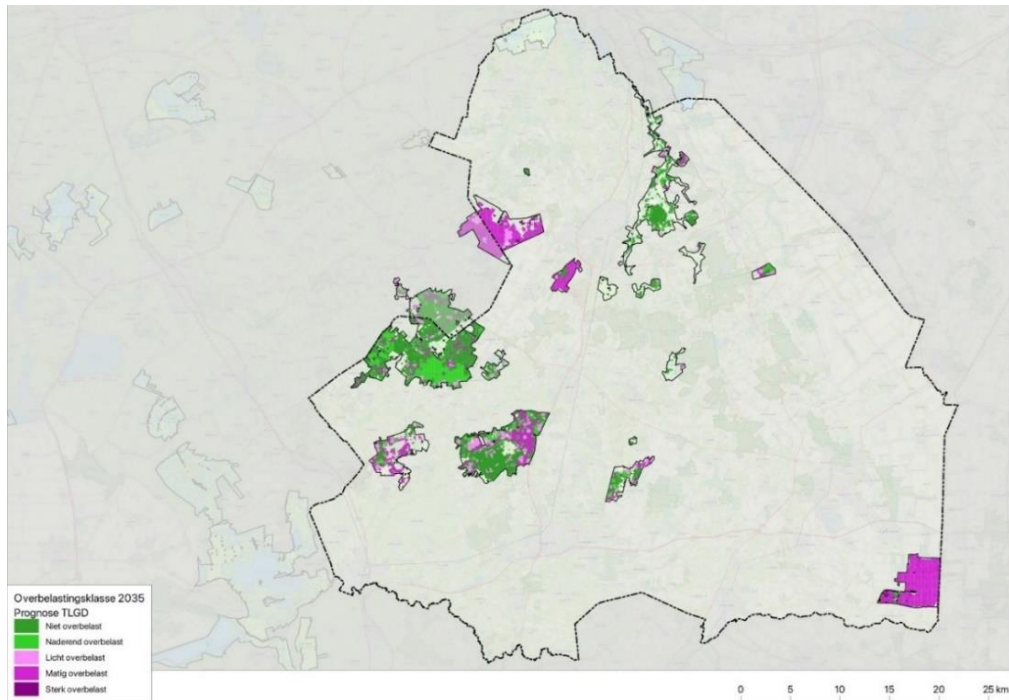 Overbelastingsklasse 2035
Prognose TLGD
Niet overbelast
Naderend overbelast
Licht overbelast
Matig overbelast
Sterk overbelast
0 5 10 15 20 25 km